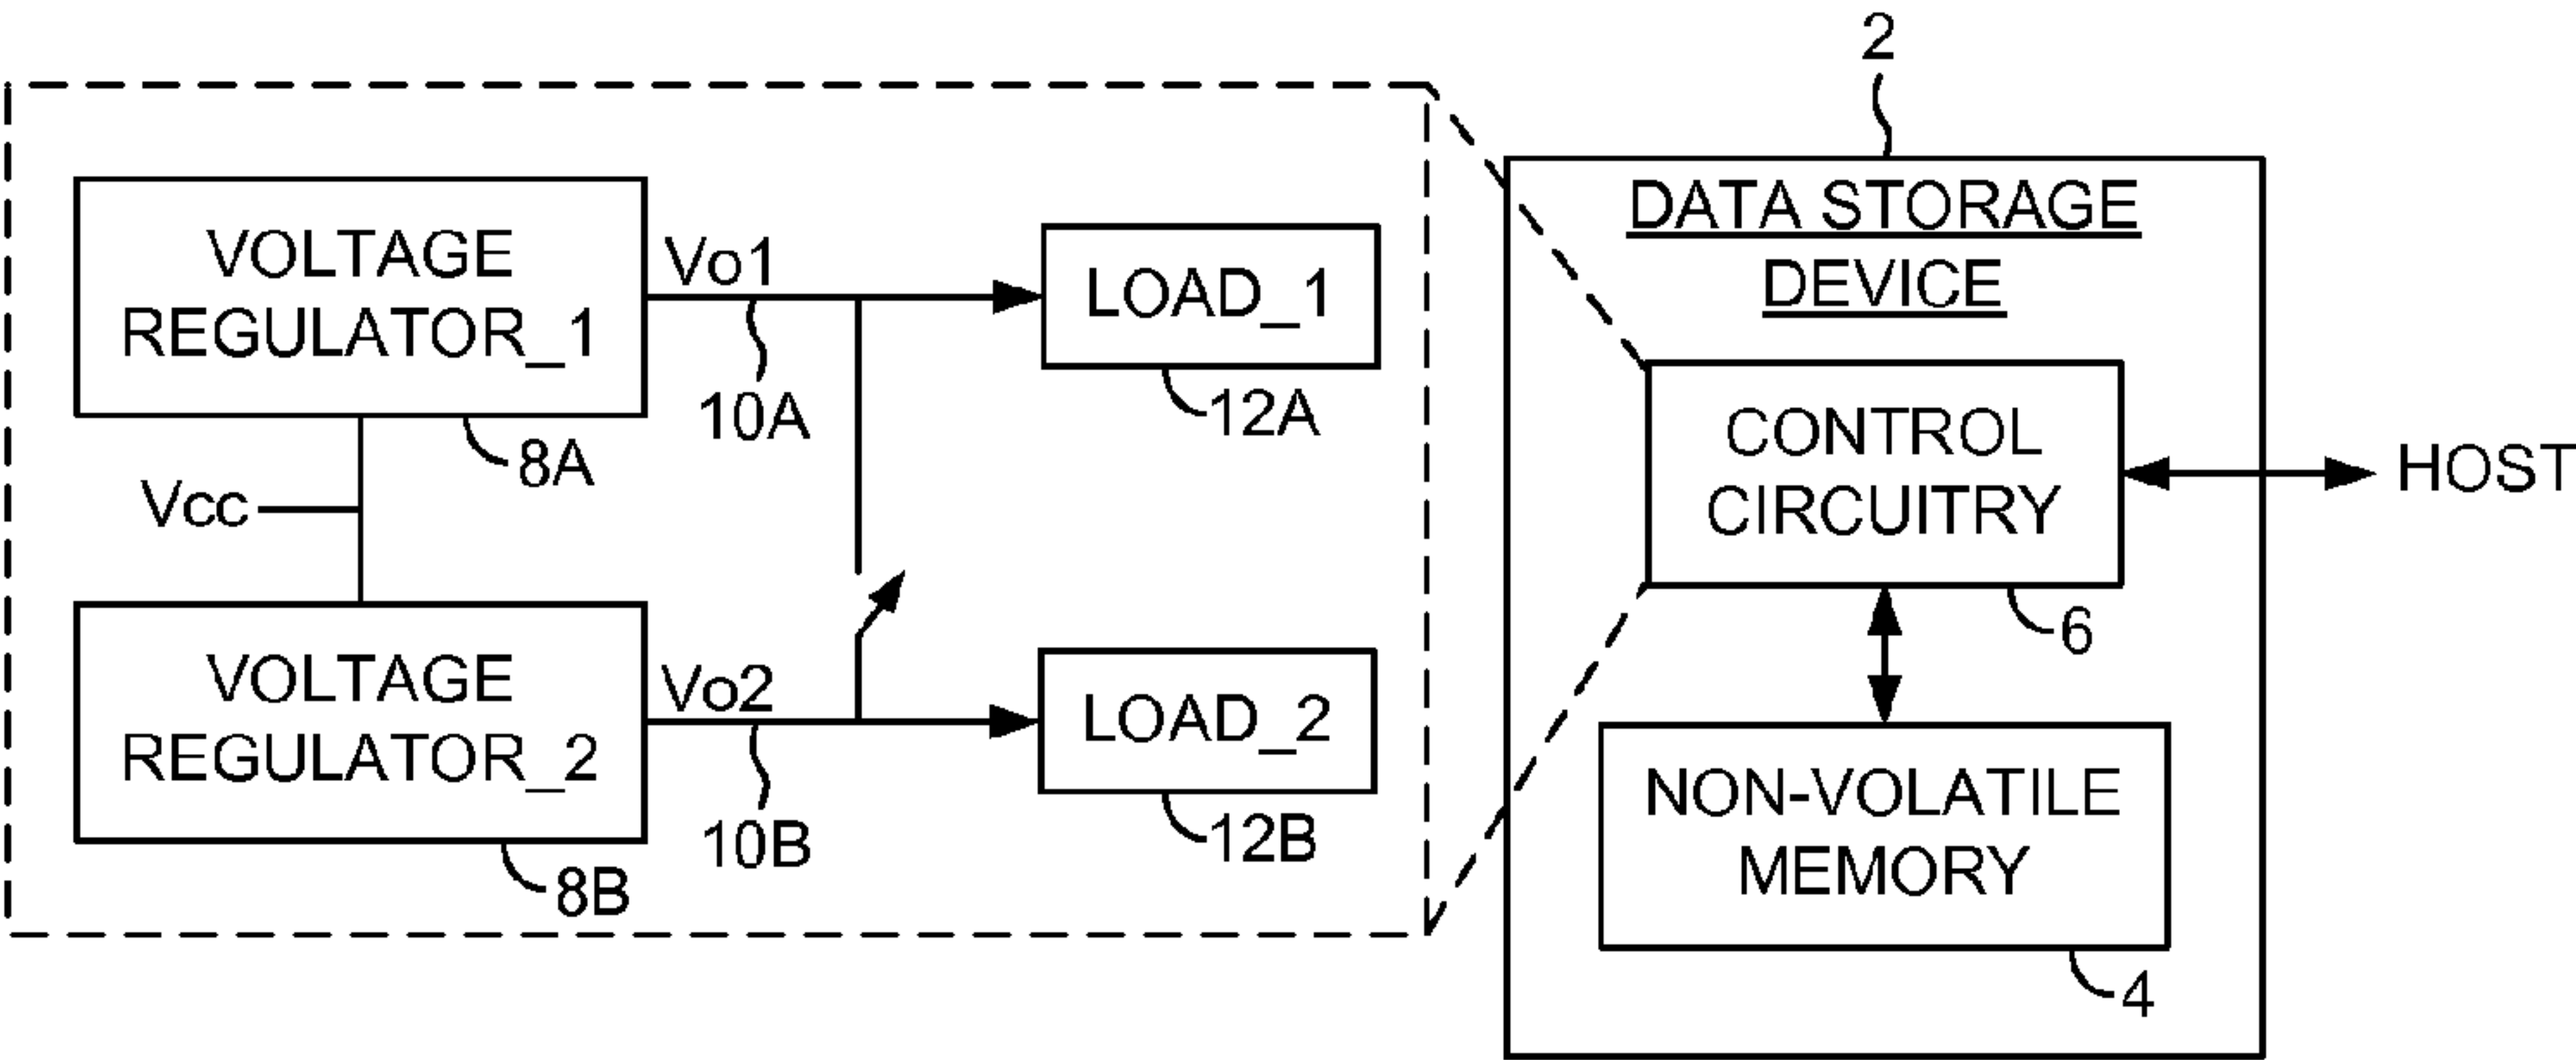 2
DATA STORAGE
DEVICE
VOLTAGE
REGULATOR_1
Vo1
LOAD_1
10A
12A
8A
Vcc
CONTROL
CIRCUITRY
HOST
6
VOLTAGE
REGULATOR_2
Vo2
LOAD_2
10B
12B
8B
NON-VOLATILE
MEMORY
4